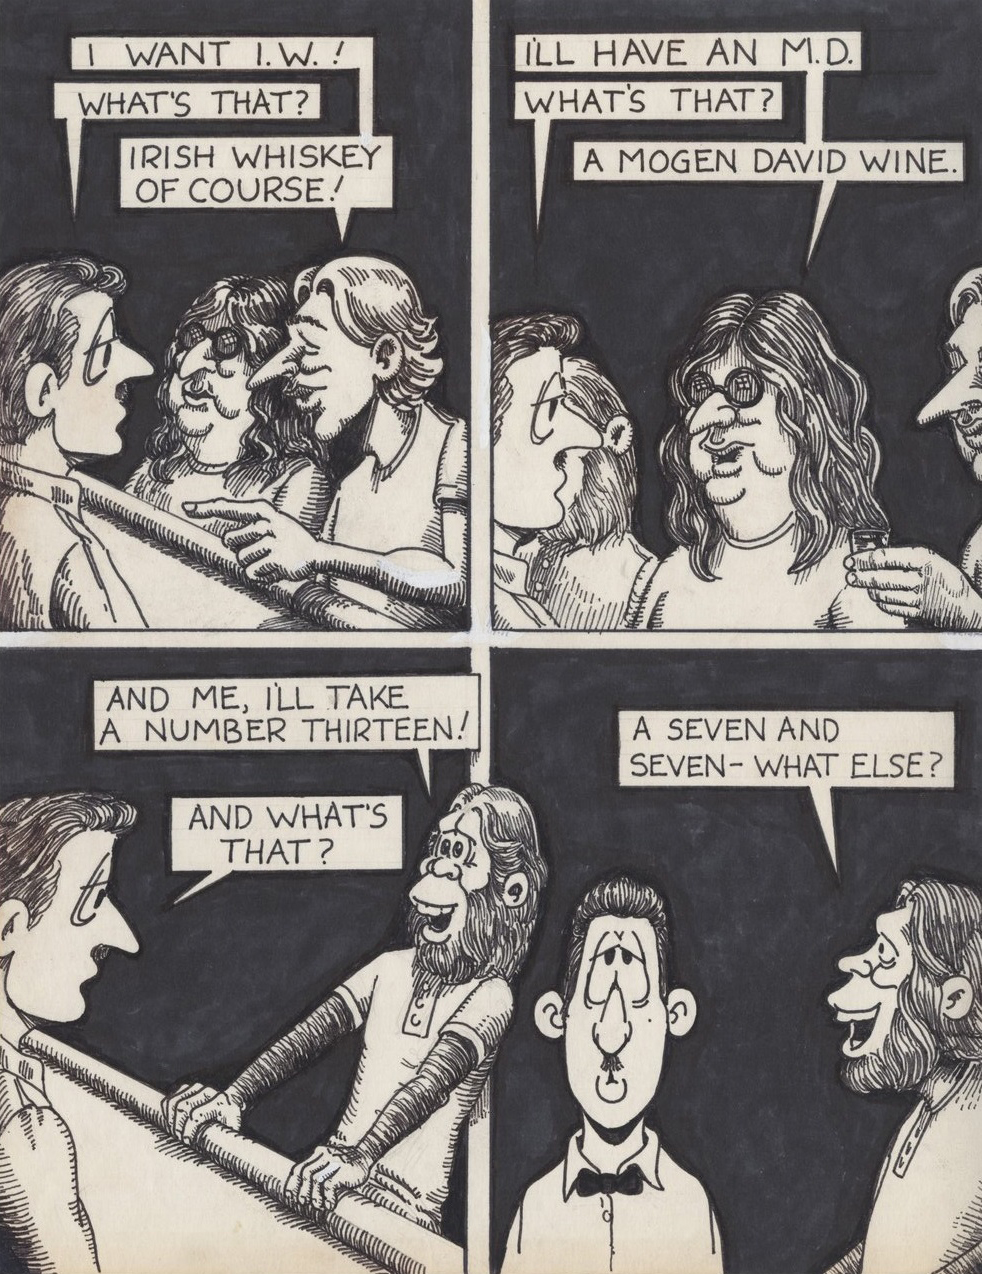 I WANT I.W.!
WHAT'S THAT?
IRISH WHISKEY
OF COURSE!
I'LL HAVE AN M.D.
WHAT'S THAT?
A MOGEN DAVID WINE.
AND ME, I'LL TAKE
A NUMBER THIRTEEN!
AND WHAT'S
THAT?
A SEVEN AND
SEVEN- WHAT ELSE?